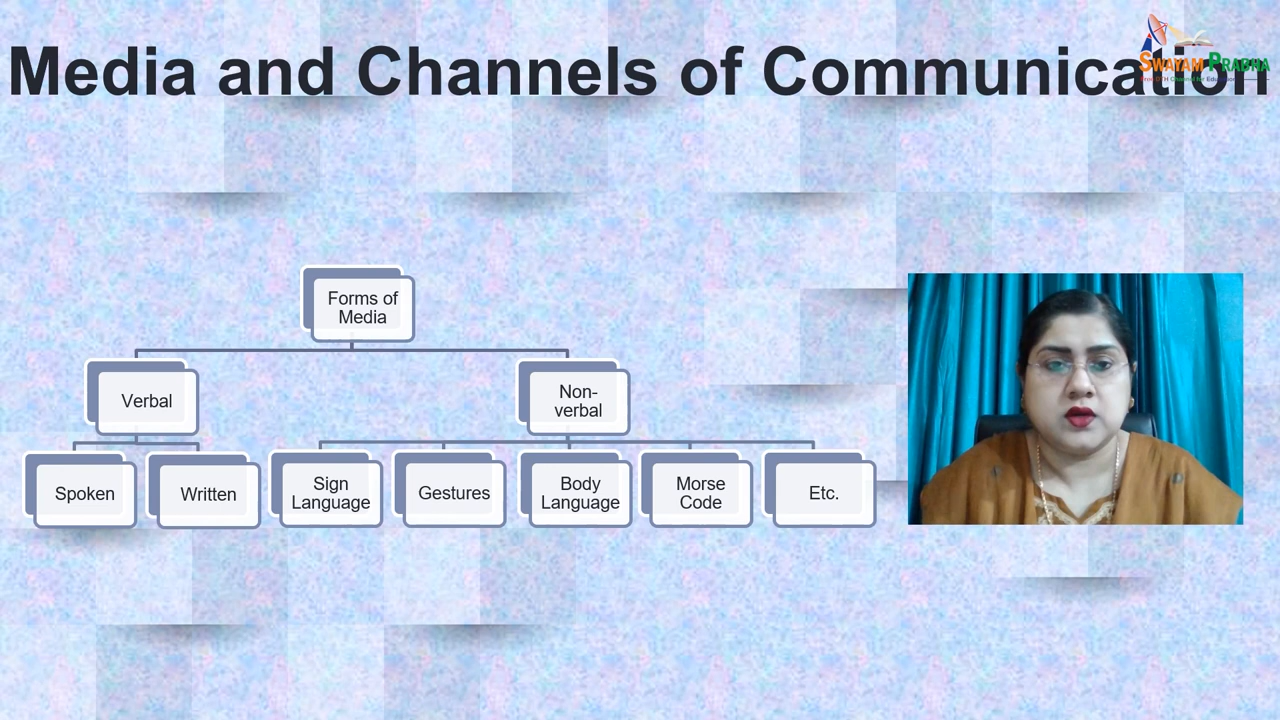 Media and Channels of Communication
SWAYAM PRABHA
Forms of
Media
Verbal
Non-
verbal
Spoken
Written
Sign
Language
Gestures
Body
Language
Morse
Code
Etc.